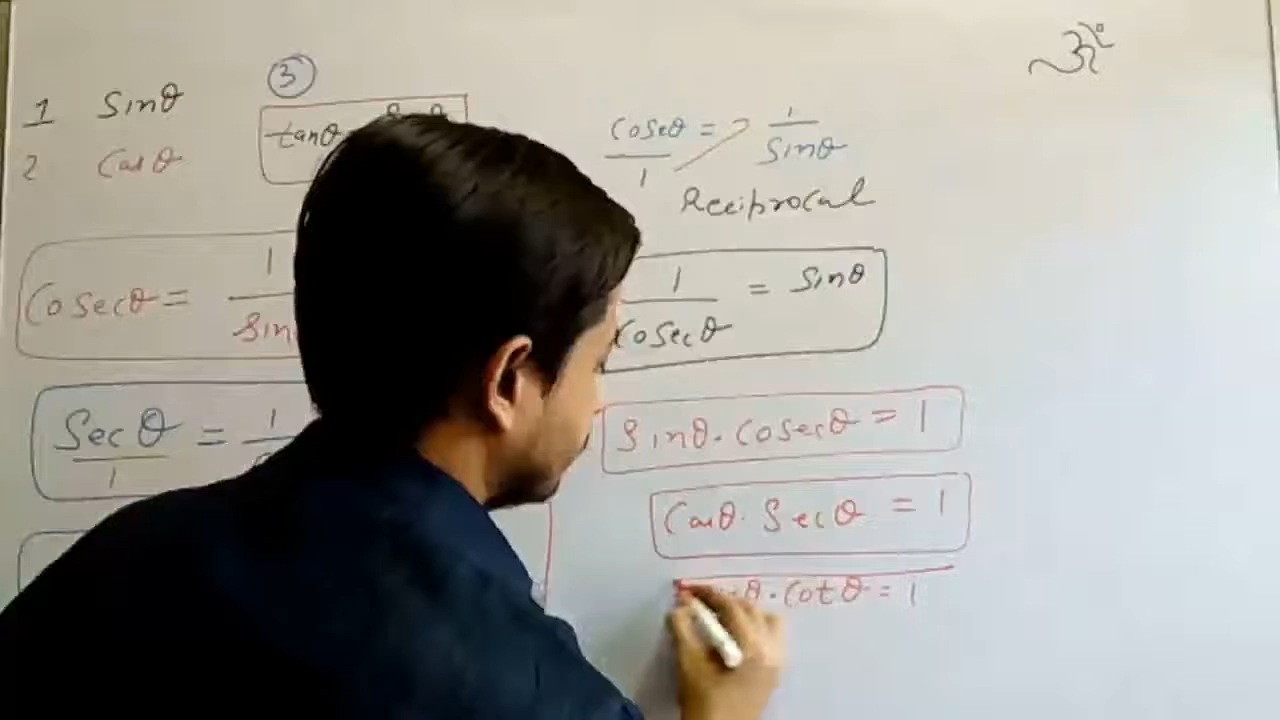 ॐ
3
1 Sinθ
2 Cosθ
tanθ
Cosecθ = 1/Sinθ
1
Reciprocal
Cosecθ = 1/Sin
1/Cosecθ = Sinθ
Secθ/1 = 1
Sinθ. Cosecθ = 1
Cosθ. Secθ = 1
θ. Cotθ = 1